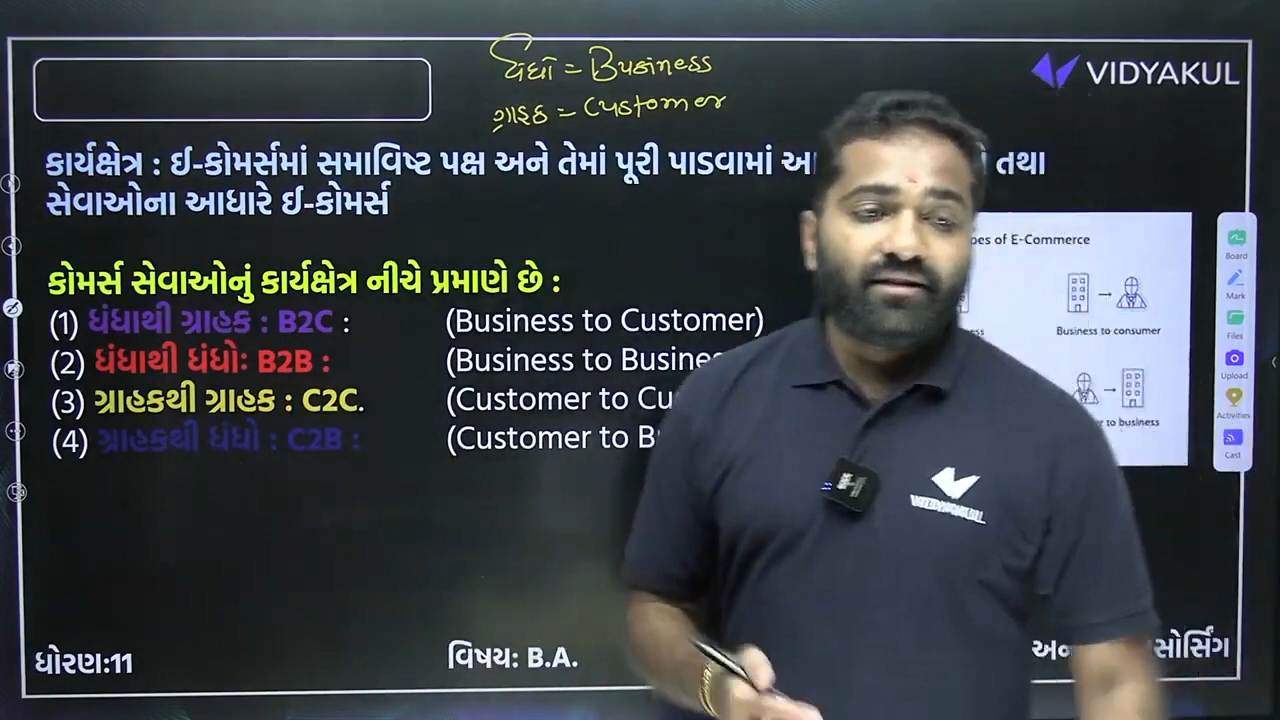 ધંધો = Business
ગ્રાહક = Customer
VIDYAKUL
કાર્યક્ષેત્ર : ઈ-કોમર્સમાં સમાવિષ્ટ પક્ષ અને તેમાં પૂરી પાડવામાં તથા
સેવાઓના આધારે ઈ-કોમર્સ
of E-Commerce
કોમર્સ સેવાઓનું કાર્યક્ષેત્ર નીચે પ્રમાણે છે :
(1) ધંધાથી ગ્રાહક : B2C : (Business to Customer)
(2) ધંધાથી ધંધોઃ B2B : (Business to
(3) ગ્રાહકથી ગ્રાહક : C2C. (Customer to
(4) ગ્રાહકથી ધંધો : C2B : (Customer to
Business to consumer
to business
Board
Mark
Files
Upload
Activities
Cast
VIDYAKUL
ધોરણ:11
વિષય: B.A.
સોર્સિંગ